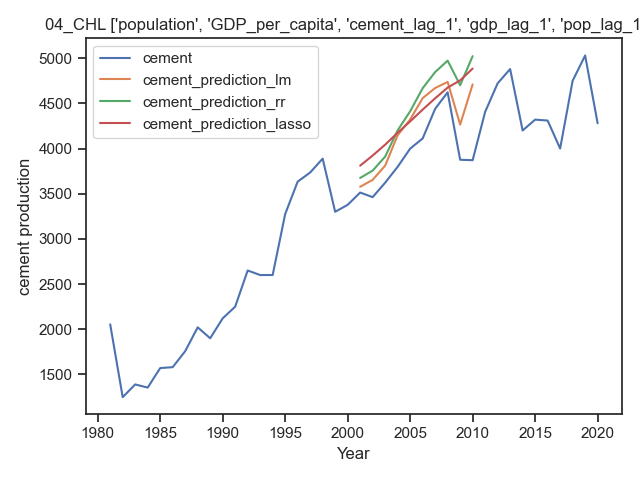 04_CHL ['population', 'GDP_per_capita', 'cement_lag_1', 'gdp_lag_1', 'pop_lag_1
cement
cement_prediction_lm
cement_prediction_rr
cement_prediction_lasso
cement production
5000
4500
4000
3500
3000
2500
2000
1500
1980 1985 1990 1995 2000 2005 2010 2015 2020
Year